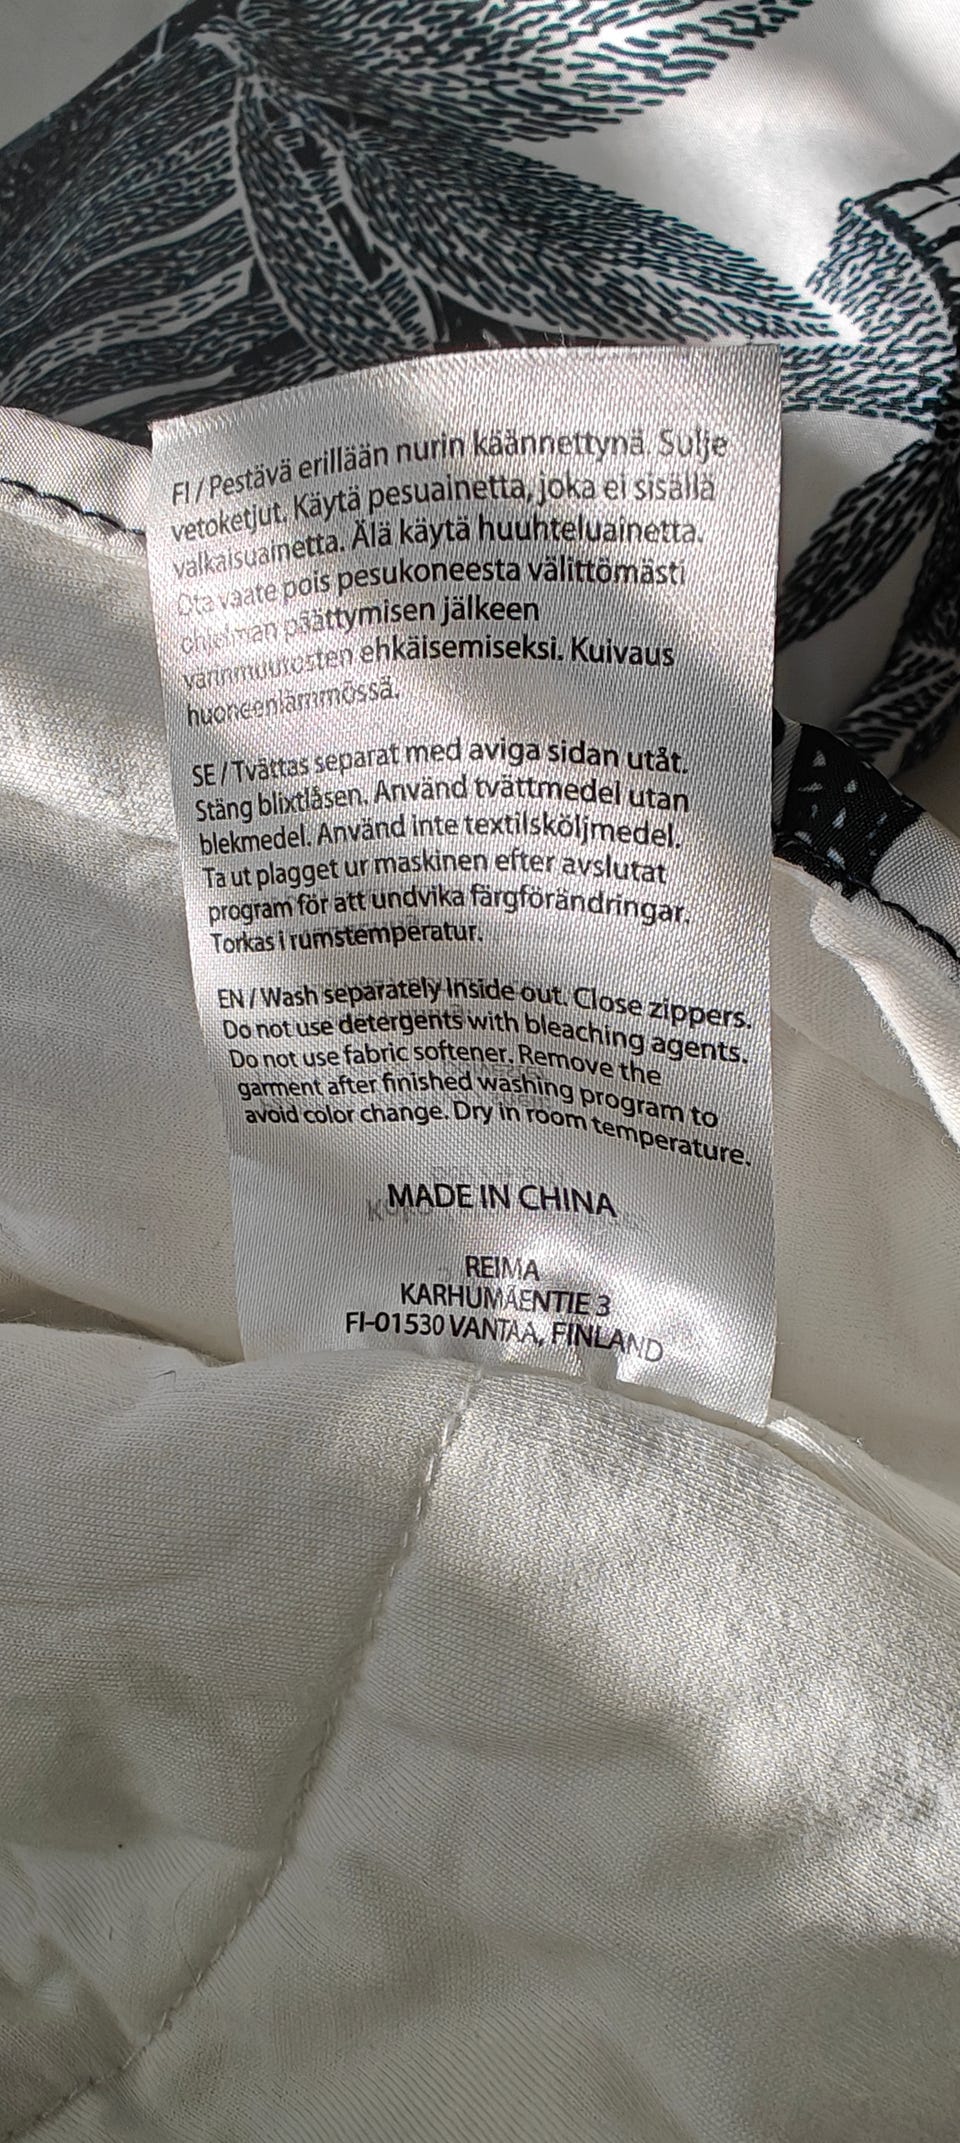 FI / Pestävä erillään nurin käännettynä. Sulje
vetoketjut. Käytä pesuainetta, joka ei sisällä
valkaisuainetta. Älä käytä huuhteluainetta.
Ota vaate pois pesukoneesta välittömästi
ohjelman päättymisen jälkeen
värinmuutosten ehkäisemiseksi. Kuivaus
huoneenlämmössä.
SE / Tvättas separat med aviga sidan utåt.
Stäng blixtlåsen. Använd tvättmedel utan
blekmedel. Använd inte textilsköljmedel.
Ta ut plagget ur maskinen efter avslutat
program för att undvika färgförändringar.
Torkas i rumstemperatur.
EN / Wash separately inside out. Close zippers.
Do not use detergents with bleaching agents.
Do not use fabric softener. Remove the
garment after finished washing program to
avoid color change. Dry in room temperature.
MADE IN CHINA
REIMA
KARHUMÄENTIE 3
FI-01530 VANTAA, FINLAND